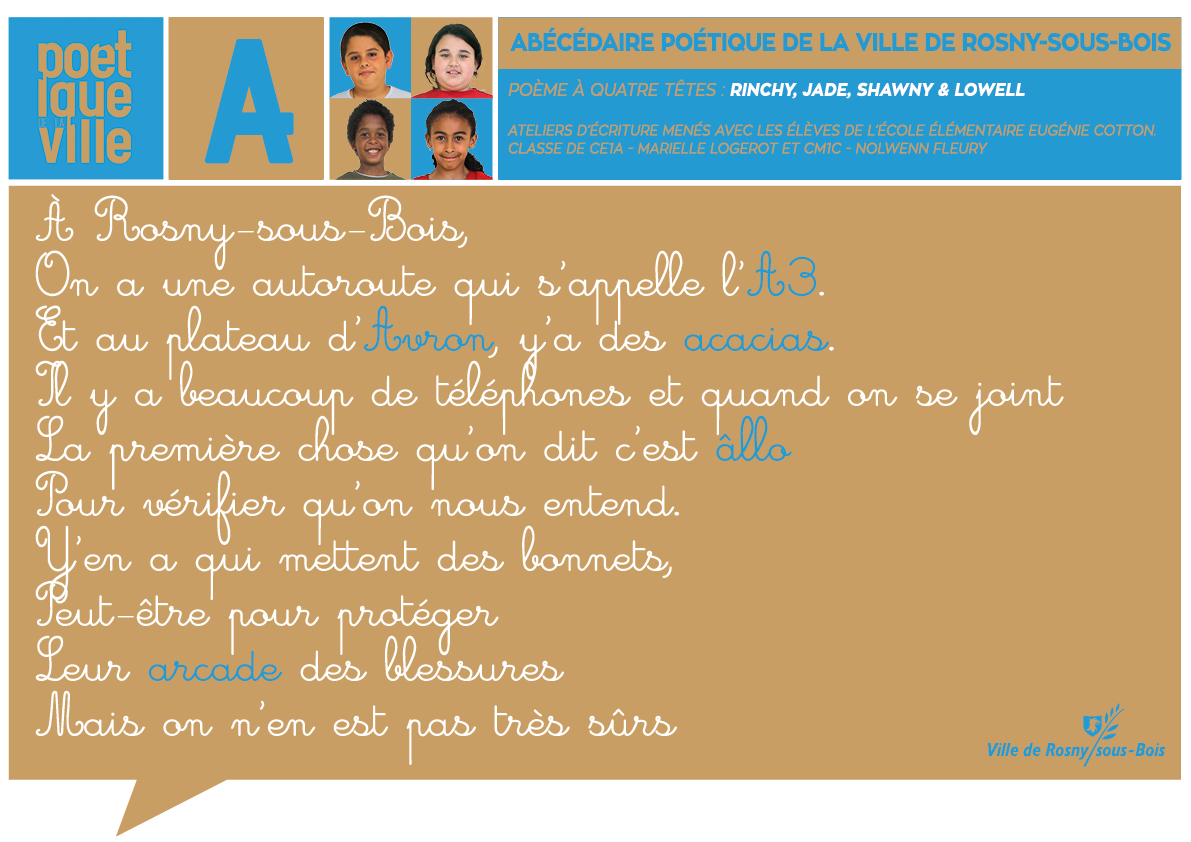 poet
ique
DE LA
ville
A
ABÉCÉDAIRE POÉTIQUE DE LA VILLE DE ROSNY-SOUS-BOIS
POÈME À QUATRE TÊTES : RINCHY, JADE, SHAWNY & LOWELL
ATELIERS D'ÉCRITURE MENÉS AVEC LES ÉLÈVES DE L'ÉCOLE ÉLÉMENTAIRE EUGÉNIE COTTON.
CLASSE DE CE1A - MARIELLE LOGEROT ET CM1C - NOLWENN FLEURY
À Rosny-sous-Bois,
On a une autoroute qui s'appelle l'A3.
Et au plateau d'Avron, y'a des acacias.
Il y a beaucoup de téléphones et quand on se joint
La première chose qu'on dit c'est âllo
Pour vérifier qu'on nous entend.
Y'en a qui mettent des bonnets,
Peut-être pour protéger
Leur arcade des blessures
Mais on n'en est pas très sûrs
Ville de Rosny/sous-Bois